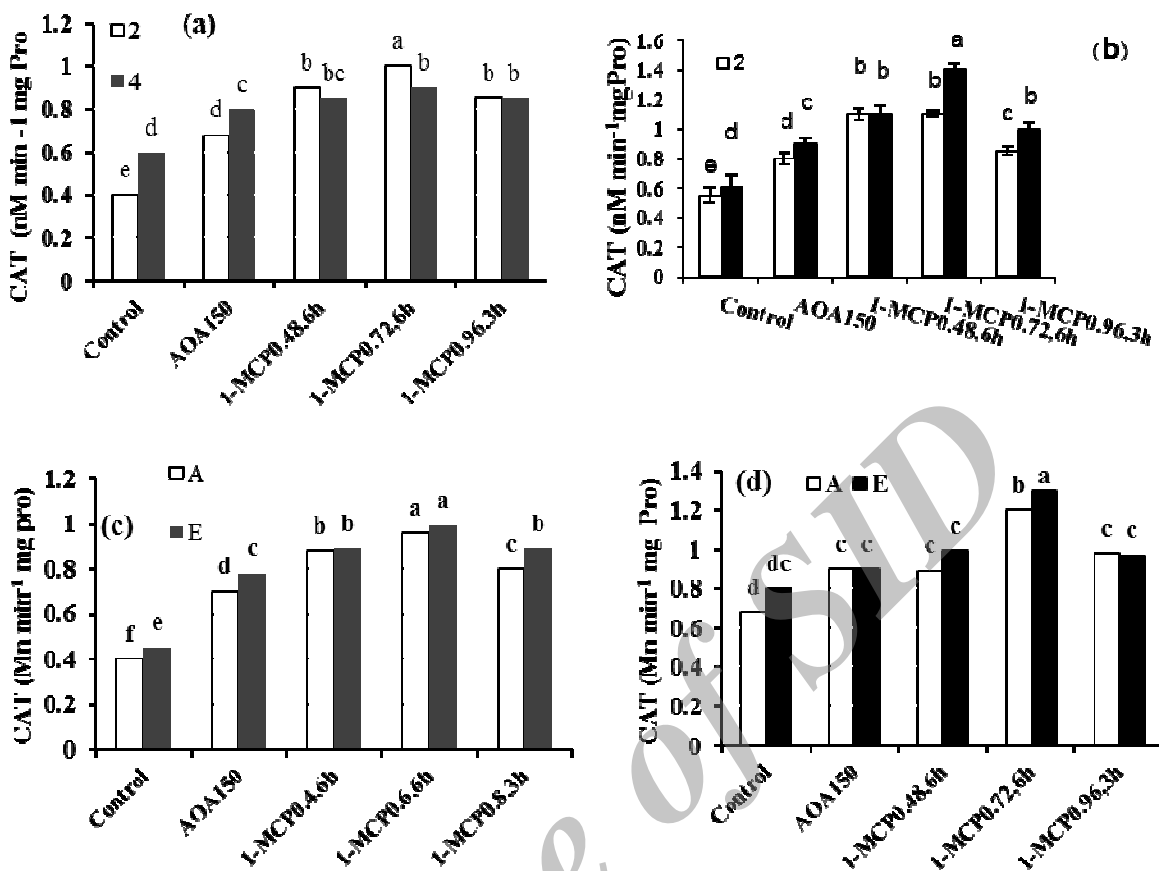 (a)
2
4
CAT (nM min -1 mg Pro
1.2
1
0.8
0.6
0.4
0.2
0
e d
d c
b bc
a b
b b
Control
AOA150
1-MCP0.48,6h
1-MCP0.72,6h
1-MCP0.96,3h
(b)
2
CAT (nM min-1mgPro)
1.6
1.4
1.2
1
0.8
0.6
0.4
0.2
0
e d
d c
b b
b a
c b
Control
AOA150
1-MCP0.48,6h
1-MCP0.72,6h
1-MCP0.96,3h
(c)
A
E
CAT (Mn min-1 mg pro)
1.2
1
0.8
0.6
0.4
0.2
0
f e
d c
b b
a a
c b
Control
AOA150
1-MCP0.4,6h
1-MCP0.6,6h
1-MCP0.8,3h
(d)
A E
CAT (Mn min-1 mg Pro)
1.4
1.2
1
0.8
0.6
0.4
0.2
0
d dc
c c
c c
b a
c c
Control
AOA150
1-MCP0.48,6h
1-MCP0.72,6h
1-MCP0.96,3h
of SID